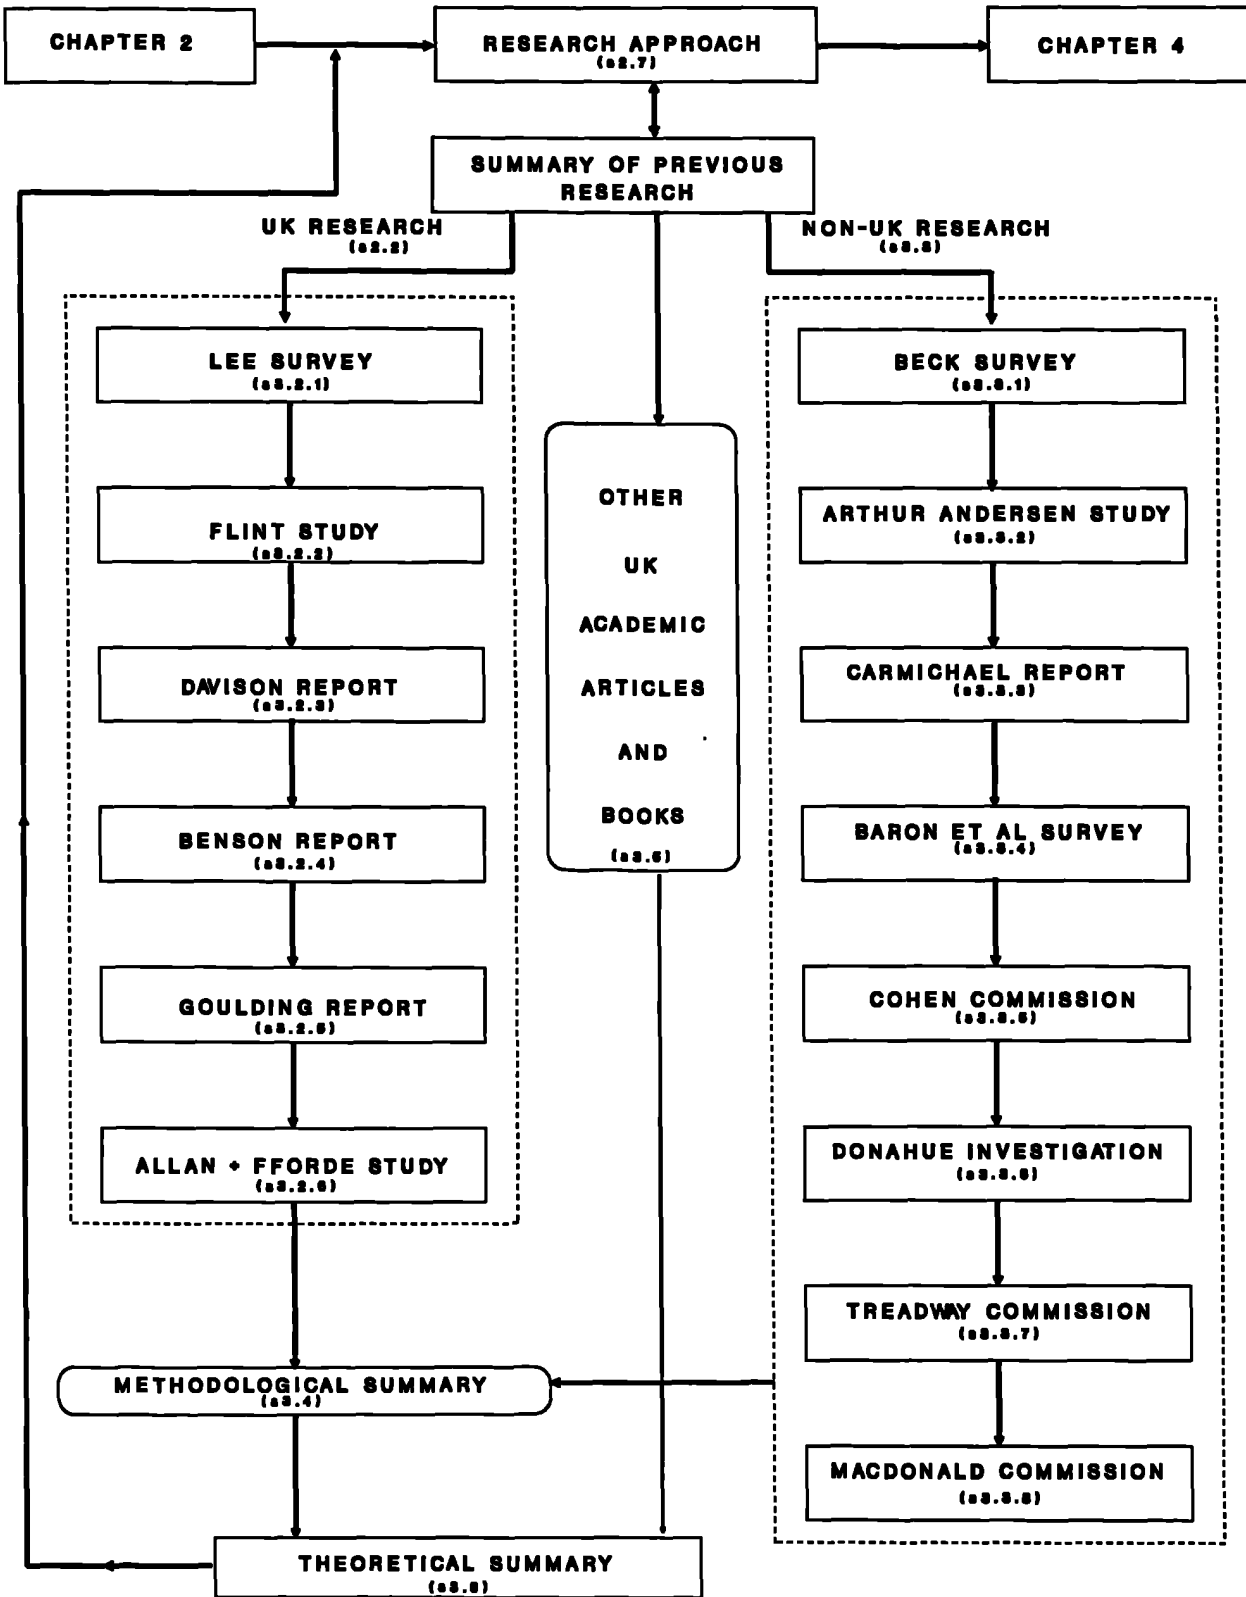 CHAPTER 2
RESEARCH APPROACH
(s2.7)
CHAPTER 4
SUMMARY OF PREVIOUS
RESEARCH
UK RESEARCH
(s2.2)
NON-UK RESEARCH
(s3.3)
LEE SURVEY
(s3.2.1)
FLINT STUDY
(s3.2.2)
DAVISON REPORT
(s3.2.3)
BENSON REPORT
(s3.2.4)
GOULDING REPORT
(s3.2.5)
ALLAN + FFORDE STUDY
(s3.2.6)
OTHER
UK
ACADEMIC
ARTICLES
AND
BOOKS
(s3.5)
BECK SURVEY
(s3.3.1)
ARTHUR ANDERSEN STUDY
(s3.3.2)
CARMICHAEL REPORT
(s3.3.3)
BARON ET AL SURVEY
(s3.3.4)
COHEN COMMISSION
(s3.3.5)
DONAHUE INVESTIGATION
(s3.3.6)
TREADWAY COMMISSION
(s3.3.7)
MACDONALD COMMISSION
(s3.3.8)
METHODOLOGICAL SUMMARY
(s3.4)
THEORETICAL SUMMARY
(s3.6)